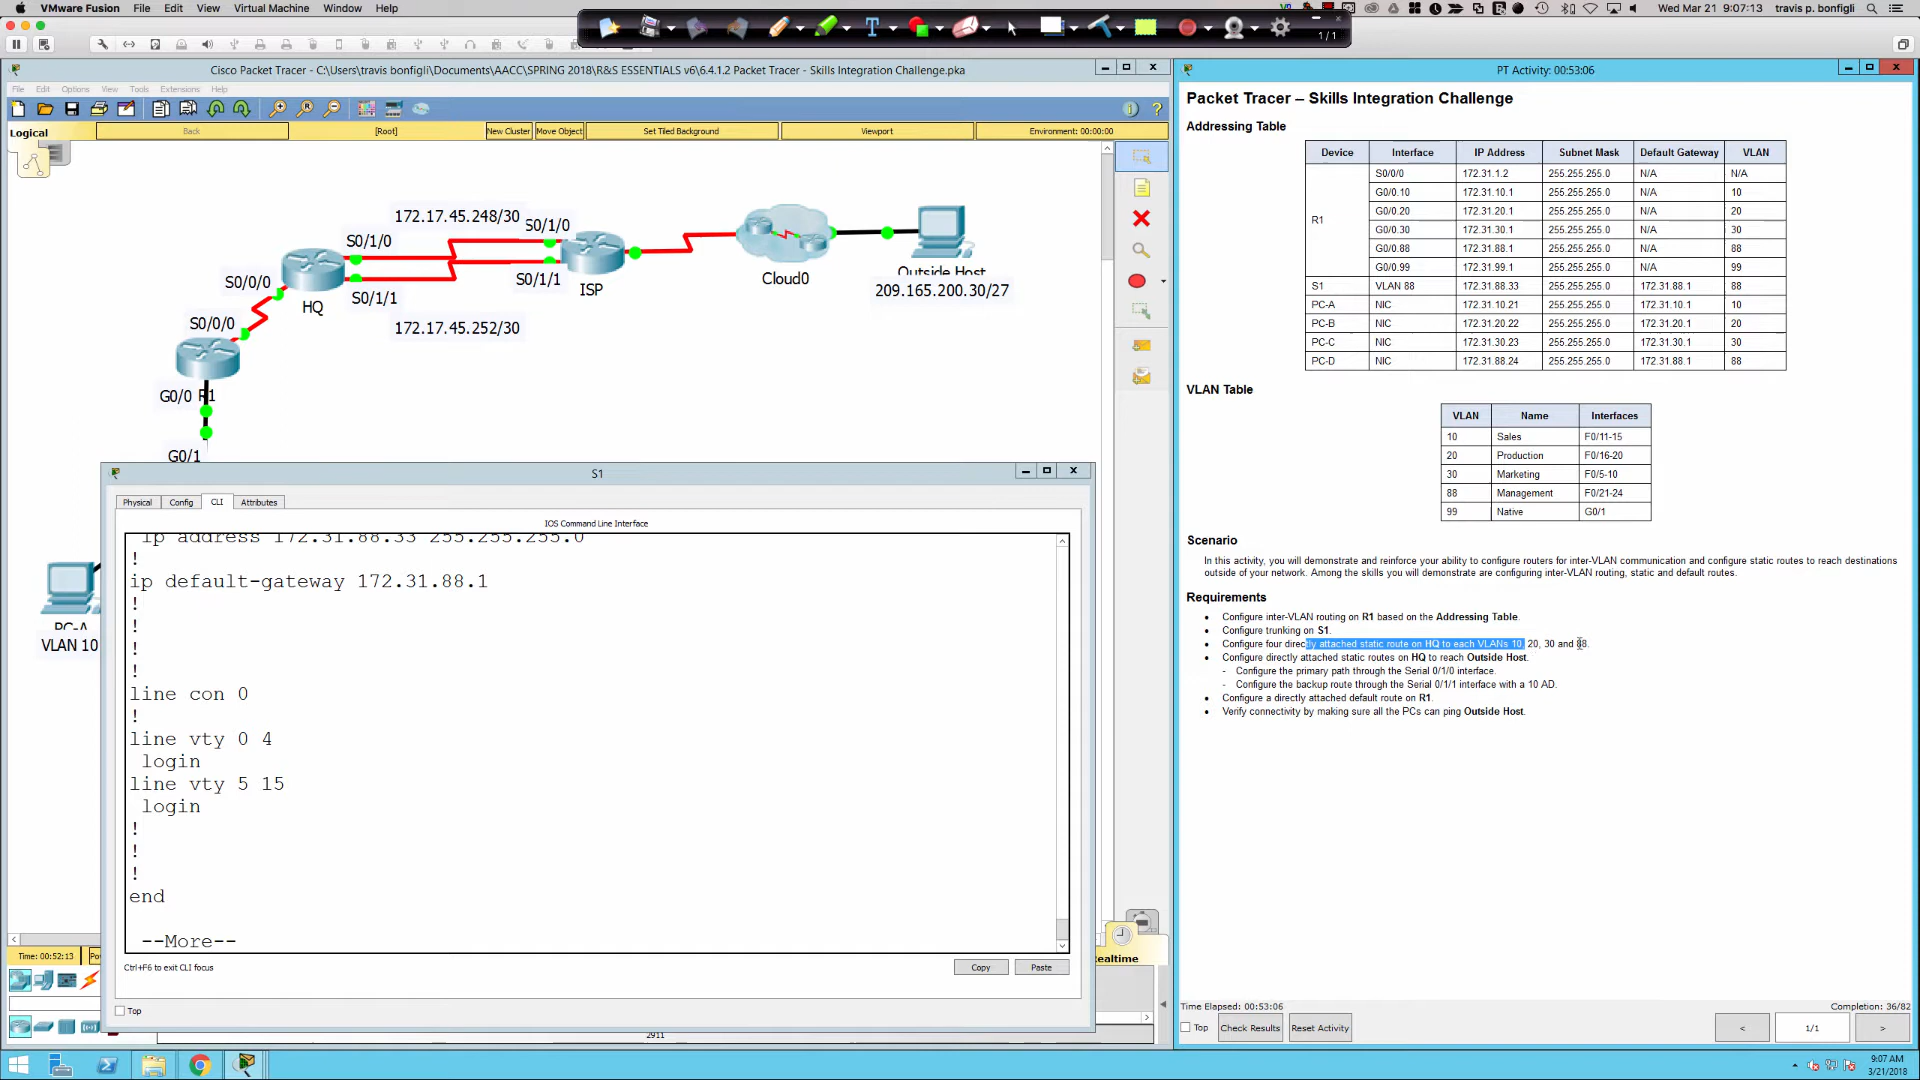 VMware Fusion File Edit View Virtual Machine Window Help
Wed Mar 21 9:07:13 travis p. bonfigli
1 / 1
Cisco Packet Tracer - C:\Users\travis bonfigli\Documents\AACC\SPRING 2018\R&S ESSENTIALS v6\6.4.1.2 Packet Tracer - Skills Integration Challenge.pka
File Edit Options View Tools Extensions Help
Logical Back [Root] New Cluster Move Object Set Tiled Background Viewport Environment: 00:00:00
172.17.45.248/30
S0/1/0
S0/1/0
S0/0/0
S0/1/1
S0/1/1
HQ
ISP
Cloud0
Outside Host
209.165.200.30/27
172.17.45.252/30
S0/0/0
G0/0 R1
G0/1
PC-A
VLAN 10
S1
Physical Config CLI Attributes
IOS Command Line Interface
ip address 172.31.88.33 255.255.255.0
!
ip default-gateway 172.31.88.1
!
!
!
!
line con 0
!
line vty 0 4
login
line vty 5 15
login
!
!
!
end
--More--
Ctrl+F6 to exit CLI focus
Copy Paste
Top
Time: 00:52:13
Realtime
2911
PT Activity: 00:53:06
Packet Tracer – Skills Integration Challenge
Addressing Table
Device Interface IP Address Subnet Mask Default Gateway VLAN
R1
S0/0/0 172.31.1.2 255.255.255.0 N/A N/A
G0/0.10 172.31.10.1 255.255.255.0 N/A 10
G0/0.20 172.31.20.1 255.255.255.0 N/A 20
G0/0.30 172.31.30.1 255.255.255.0 N/A 30
G0/0.88 172.31.88.1 255.255.255.0 N/A 88
G0/0.99 172.31.99.1 255.255.255.0 N/A 99
S1 VLAN 88 172.31.88.33 255.255.255.0 172.31.88.1 88
PC-A NIC 172.31.10.21 255.255.255.0 172.31.10.1 10
PC-B NIC 172.31.20.22 255.255.255.0 172.31.20.1 20
PC-C NIC 172.31.30.23 255.255.255.0 172.31.30.1 30
PC-D NIC 172.31.88.24 255.255.255.0 172.31.88.1 88
VLAN Table
VLAN Name Interfaces
10 Sales F0/11-15
20 Production F0/16-20
30 Marketing F0/5-10
88 Management F0/21-24
99 Native G0/1
Scenario
In this activity, you will demonstrate and reinforce your ability to configure routers for inter-VLAN communication and configure static routes to reach destinations
outside of your network. Among the skills you will demonstrate are configuring inter-VLAN routing, static and default routes.
Requirements
• Configure inter-VLAN routing on R1 based on the Addressing Table.
• Configure trunking on S1.
• Configure four directly attached static route on HQ to each VLANs 10, 20, 30 and 88.
• Configure directly attached static routes on HQ to reach Outside Host.
- Configure the primary path through the Serial 0/1/0 interface.
- Configure the backup route through the Serial 0/1/1 interface with a 10 AD.
• Configure a directly attached default route on R1.
• Verify connectivity by making sure all the PCs can ping Outside Host.
Time Elapsed: 00:53:06 Completion: 36/82
Top Check Results Reset Activity < 1/1 >
9:07 AM
3/21/2018